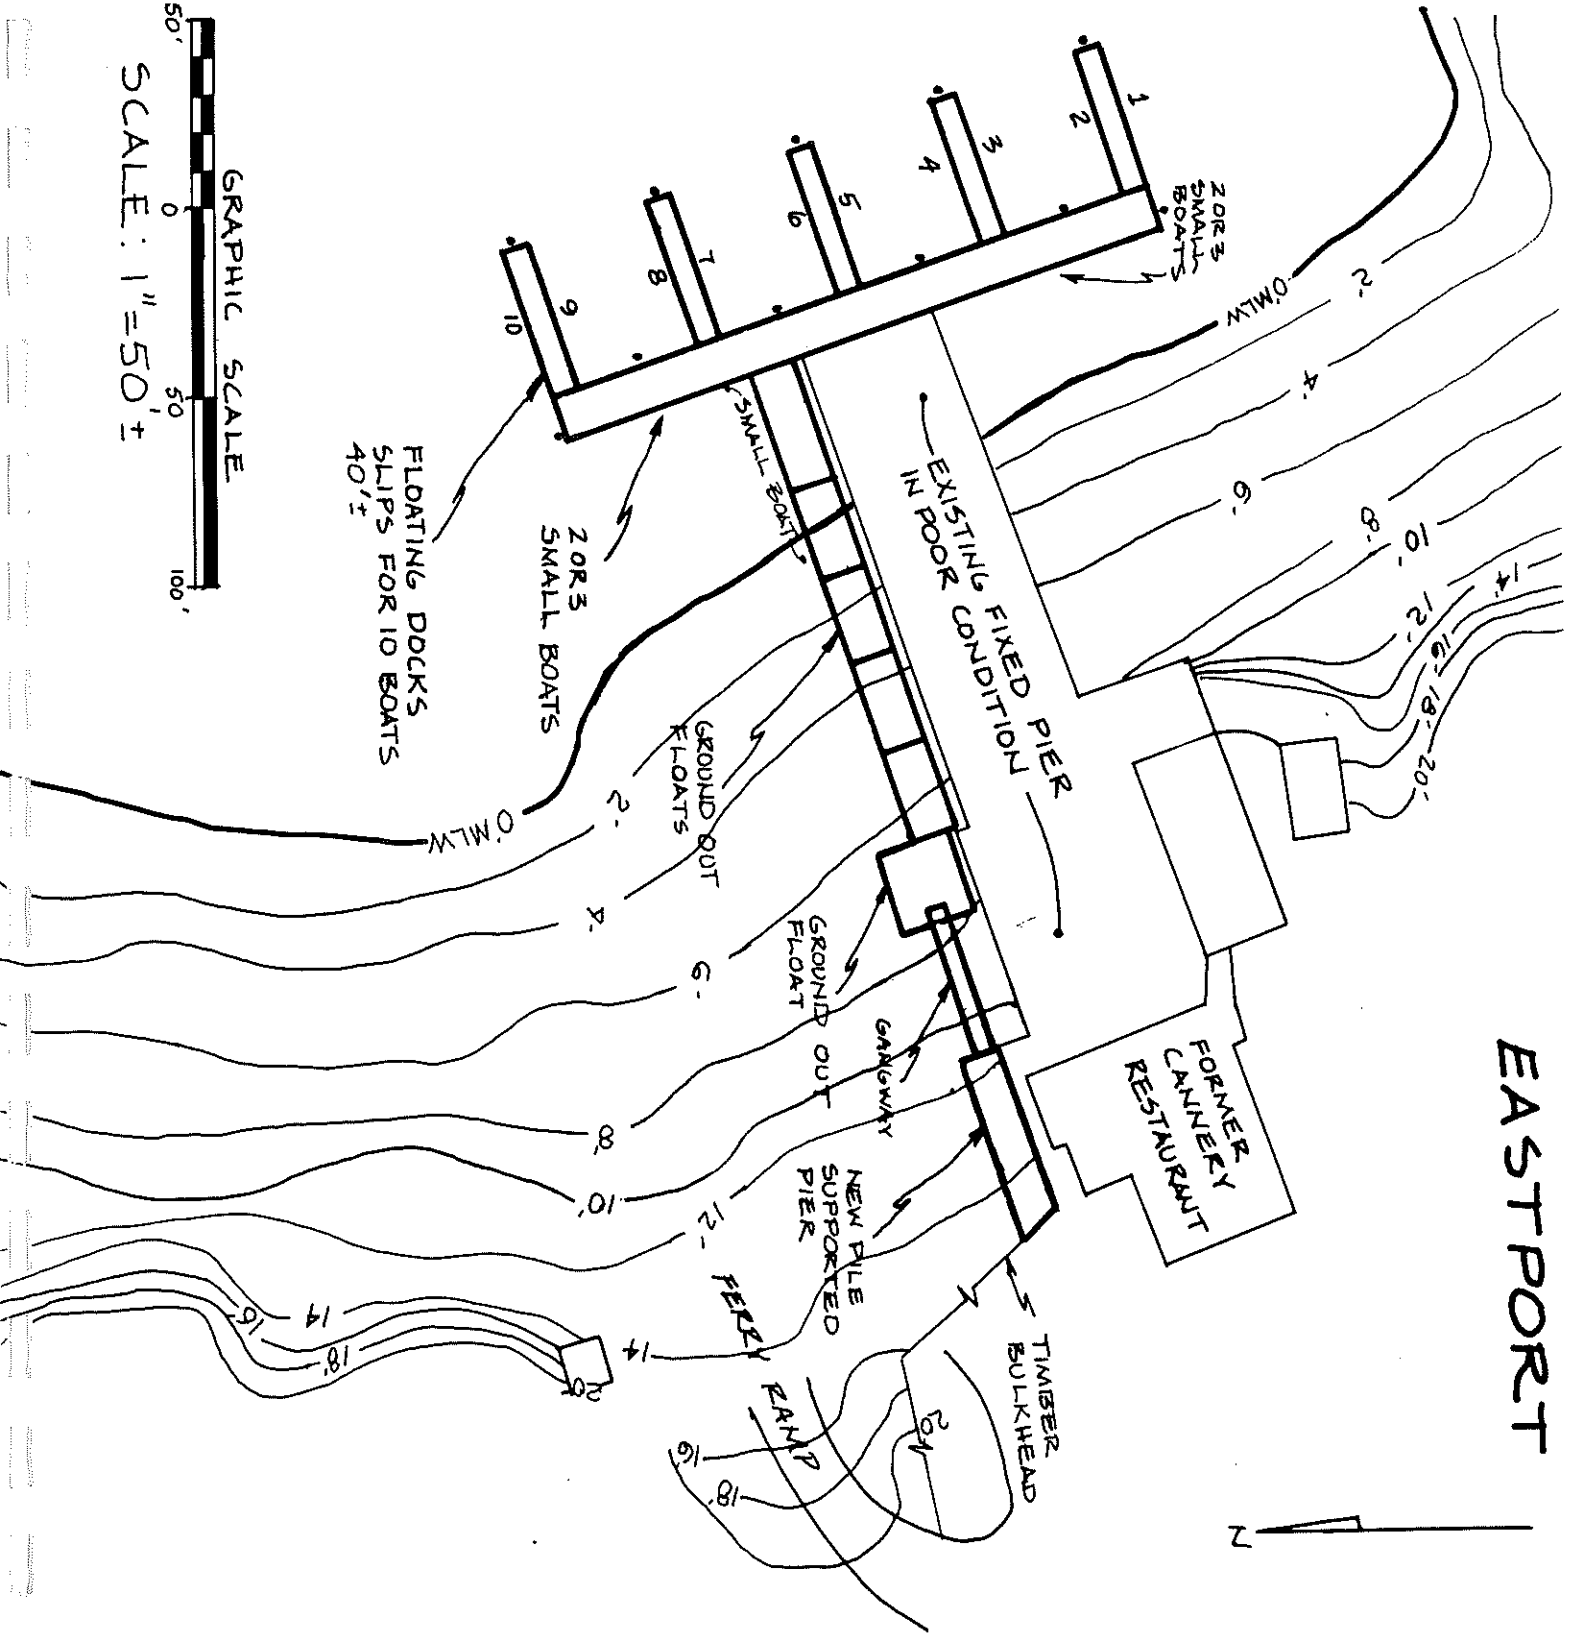 EASTPORT
N
2 OR 3
SMALL
BOATS
1
2
3
4
5
6
7
8
9
10
0'MLW
2'
4'
6'
8'
10'
12'
14'
16'
18'
20'
EXISTING FIXED PIER
IN POOR CONDITION
FORMER
CANNERY
RESTAURANT
SMALL BOAT
2 OR 3
SMALL BOATS
FLOATING DOCKS
SLIPS FOR 10 BOATS
40'±
GROUND OUT
FLOATS
GROUND OUT
FLOAT
GANGWAY
NEW PILE
SUPPORTED
PIER
TIMBER
BULKHEAD
FERRY RAMP
0'MLW
2'
4'
6'
8'
10'
12'
14'
14
16'
18'
20'
16'
18'
20'
GRAPHIC SCALE
50' 0 50 100'
SCALE: 1"=50'±